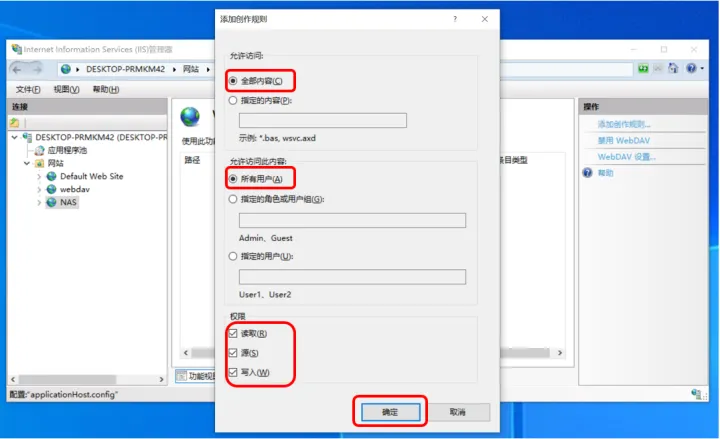 添加创作规则
?
允许访问:
全部内容(C)
指定的内容(P):
示例: *.bas, wsvc.axd
允许访问此内容:
所有用户(A)
指定的角色或用户组(G):
Admin、Guest
指定的用户(U):
User1、User2
权限
读取(R)
源(S)
写入(W)
确定
取消
Internet Information Services (IIS)管理器
DESKTOP-PRMKM42
网站
文件(F)
视图(V)
帮助(H)
连接
DESKTOP-PRMKM42 (DESKTOP-PR
应用程序池
网站
Default Web Site
webdav
NAS
使用此功
路径
条目类型
功能视
操作
添加创作规则...
禁用 WebDAV
WebDAV 设置...
帮助
配置:"applicationHost.config"